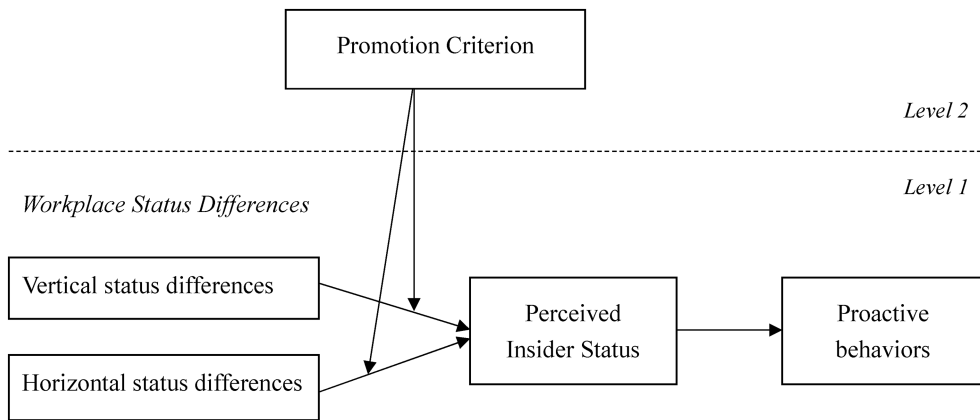 Promotion Criterion
Level 2
Level 1
Workplace Status Differences
Vertical status differences
Perceived
Insider Status
Proactive
behaviors
Horizontal status differences